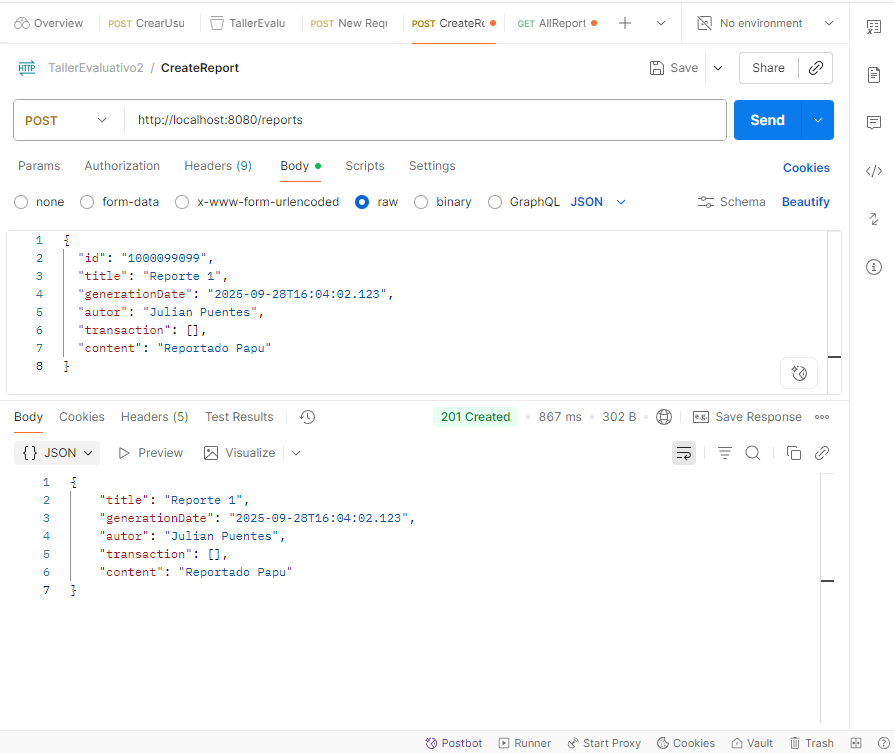 Overview POST CrearUsu TallerEvalu POST New Requ POST CreateRe GET AllReport No environment
HTTP TallerEvaluativo2 / CreateReport Save Share
POST http://localhost:8080/reports Send
Params Authorization Headers (9) Body Scripts Settings Cookies
none form-data x-www-form-urlencoded raw binary GraphQL JSON Schema Beautify
1 {
2 "id": "1000099099",
3 "title": "Reporte 1",
4 "generationDate": "2025-09-28T16:04:02.123",
5 "autor": "Julian Puentes",
6 "transaction": [],
7 "content": "Reportado Papu"
8 }
Body Cookies Headers (5) Test Results 201 Created 867 ms 302 B e.g. Save Response
{} JSON Preview Visualize
1 {
2 "title": "Reporte 1",
3 "generationDate": "2025-09-28T16:04:02.123",
4 "autor": "Julian Puentes",
5 "transaction": [],
6 "content": "Reportado Papu"
7 }
Postbot Runner Start Proxy Cookies Vault Trash